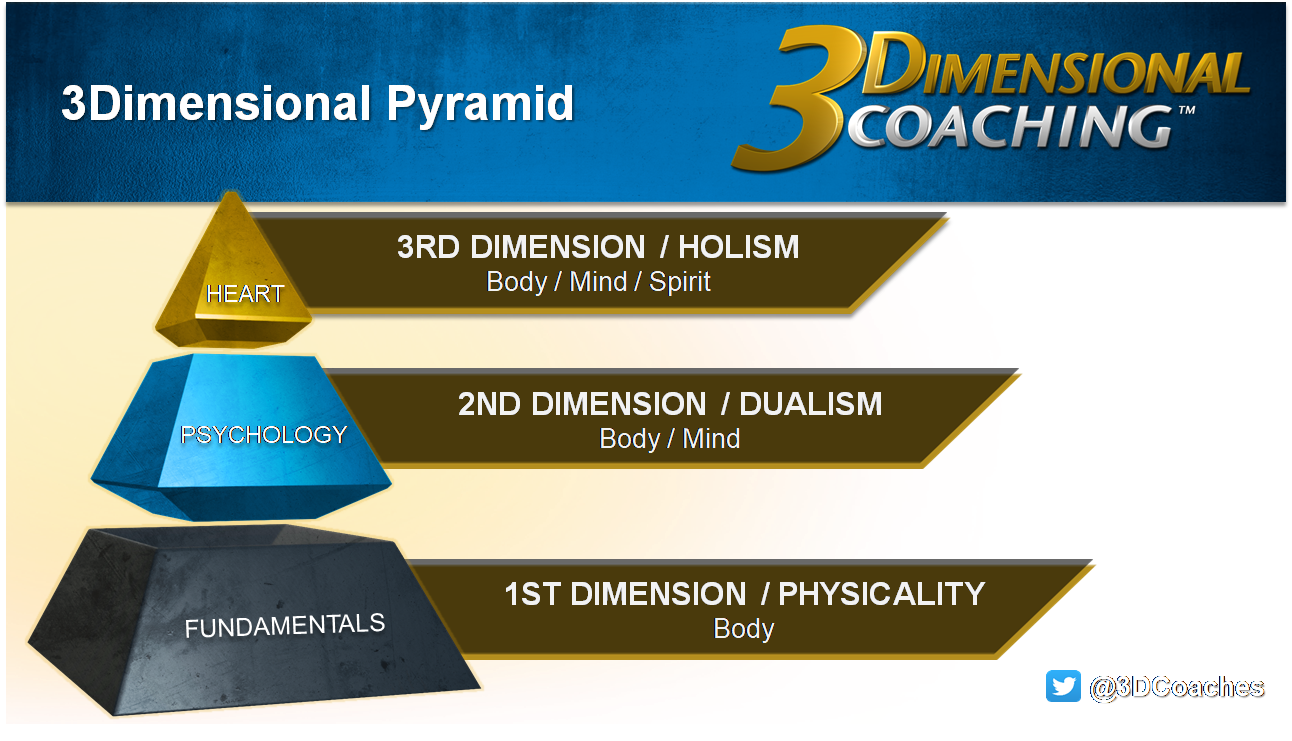 3Dimensional Pyramid
3DIMENSIONAL
COACHING™
HEART
3RD DIMENSION / HOLISM
Body / Mind / Spirit
PSYCHOLOGY
2ND DIMENSION / DUALISM
Body / Mind
FUNDAMENTALS
1ST DIMENSION / PHYSICALITY
Body
@3DCoaches